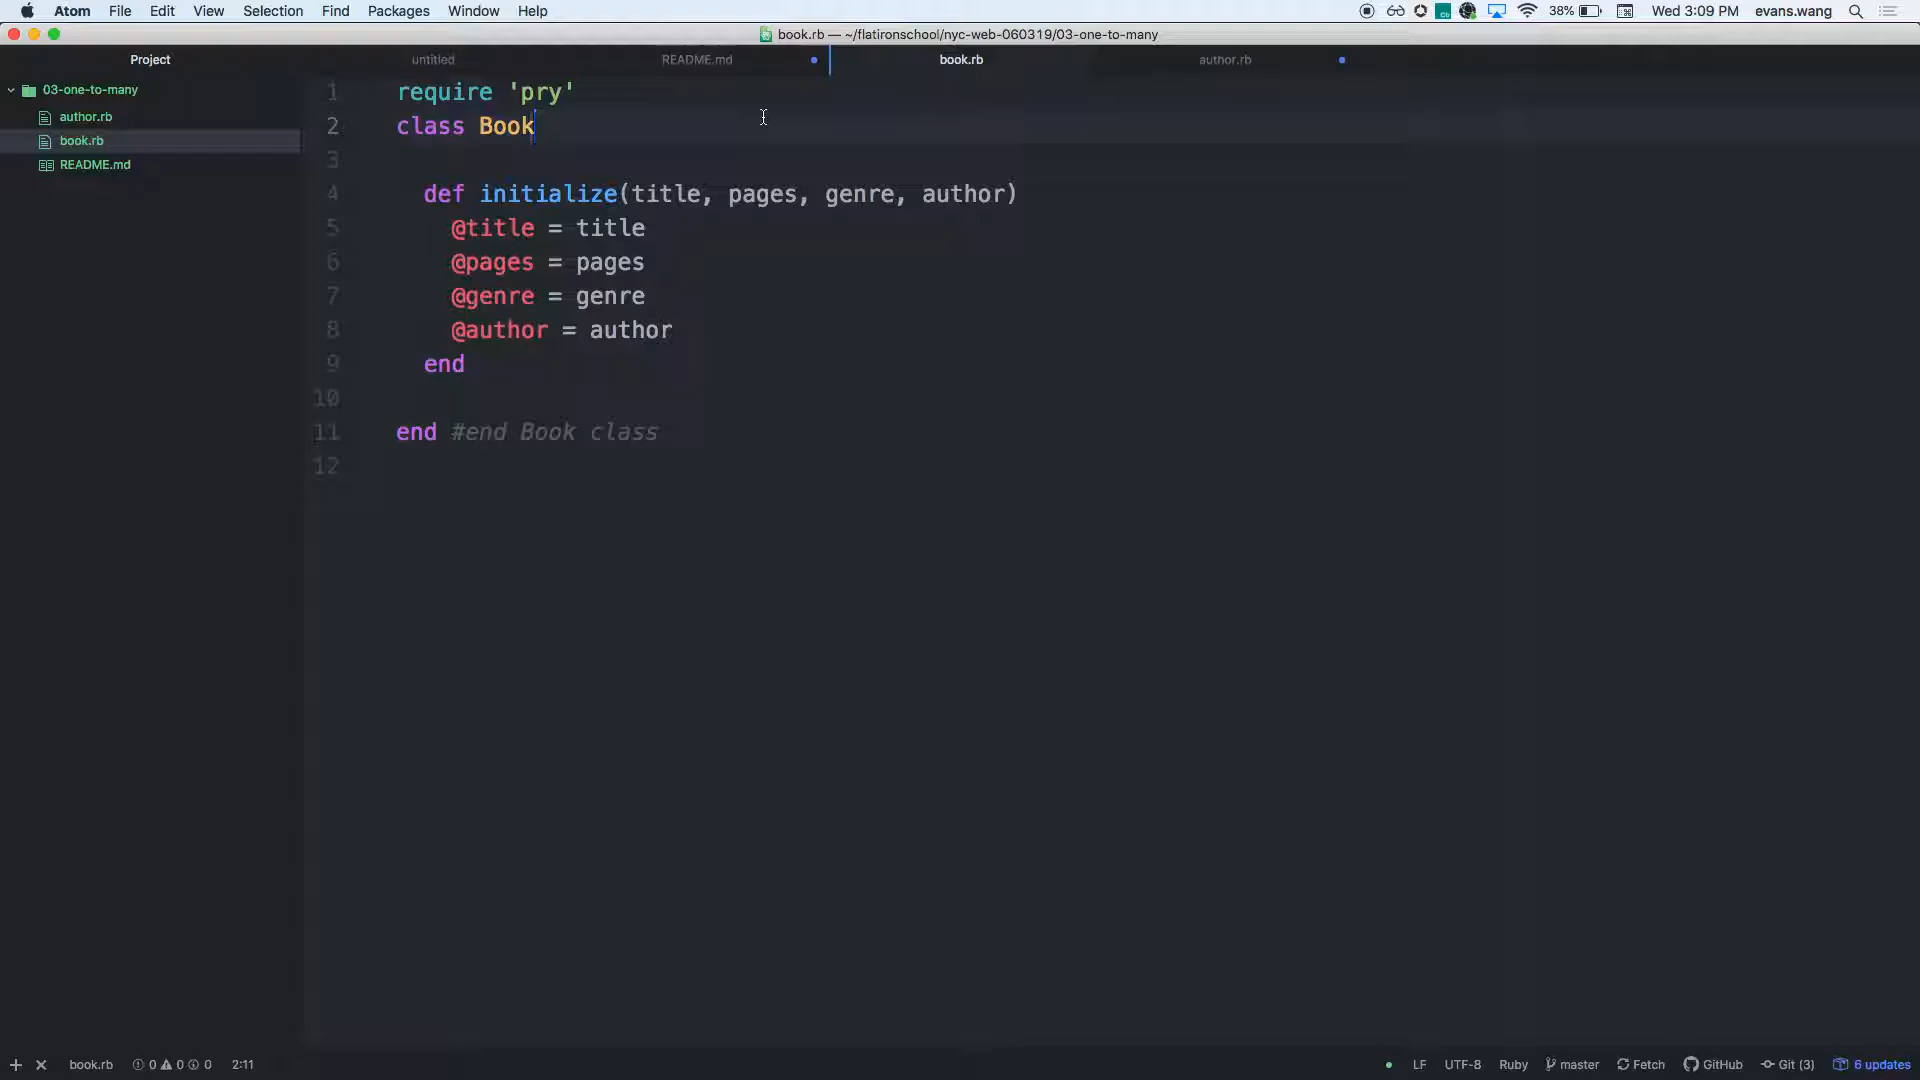 Atom File Edit View Selection Find Packages Window Help 38% Wed 3:09 PM evans.wang
book.rb — ~/flatironschool/nyc-web-060319/03-one-to-many
Project untitled README.md book.rb author.rb
03-one-to-many
author.rb
book.rb
README.md
1 require 'pry'
2 class Book
3
4 def initialize(title, pages, genre, author)
5 @title = title
6 @pages = pages
7 @genre = genre
8 @author = author
9 end
10
11 end #end Book class
12
book.rb 0 0 0 2:11 LF UTF-8 Ruby master Fetch GitHub Git (3) 6 updates